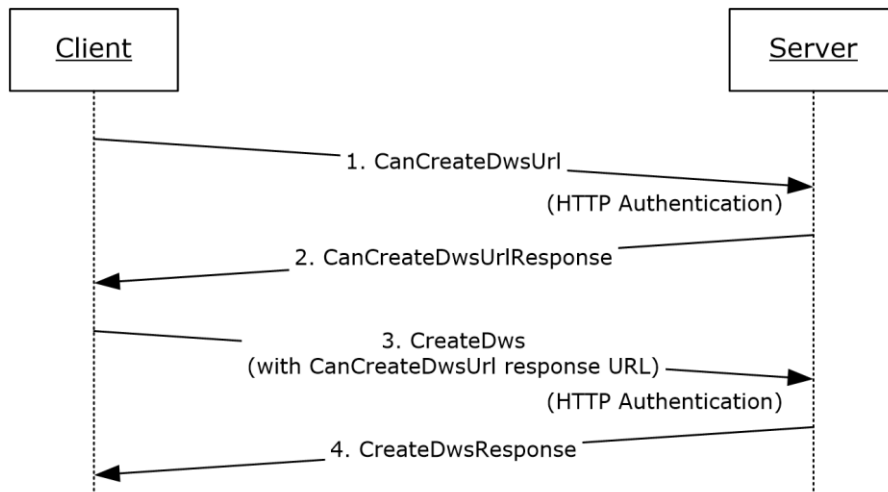 Client
Server
1. CanCreateDwsUrl
(HTTP Authentication)
2. CanCreateDwsUrlResponse
3. CreateDws
(with CanCreateDwsUrl response URL)
(HTTP Authentication)
4. CreateDwsResponse